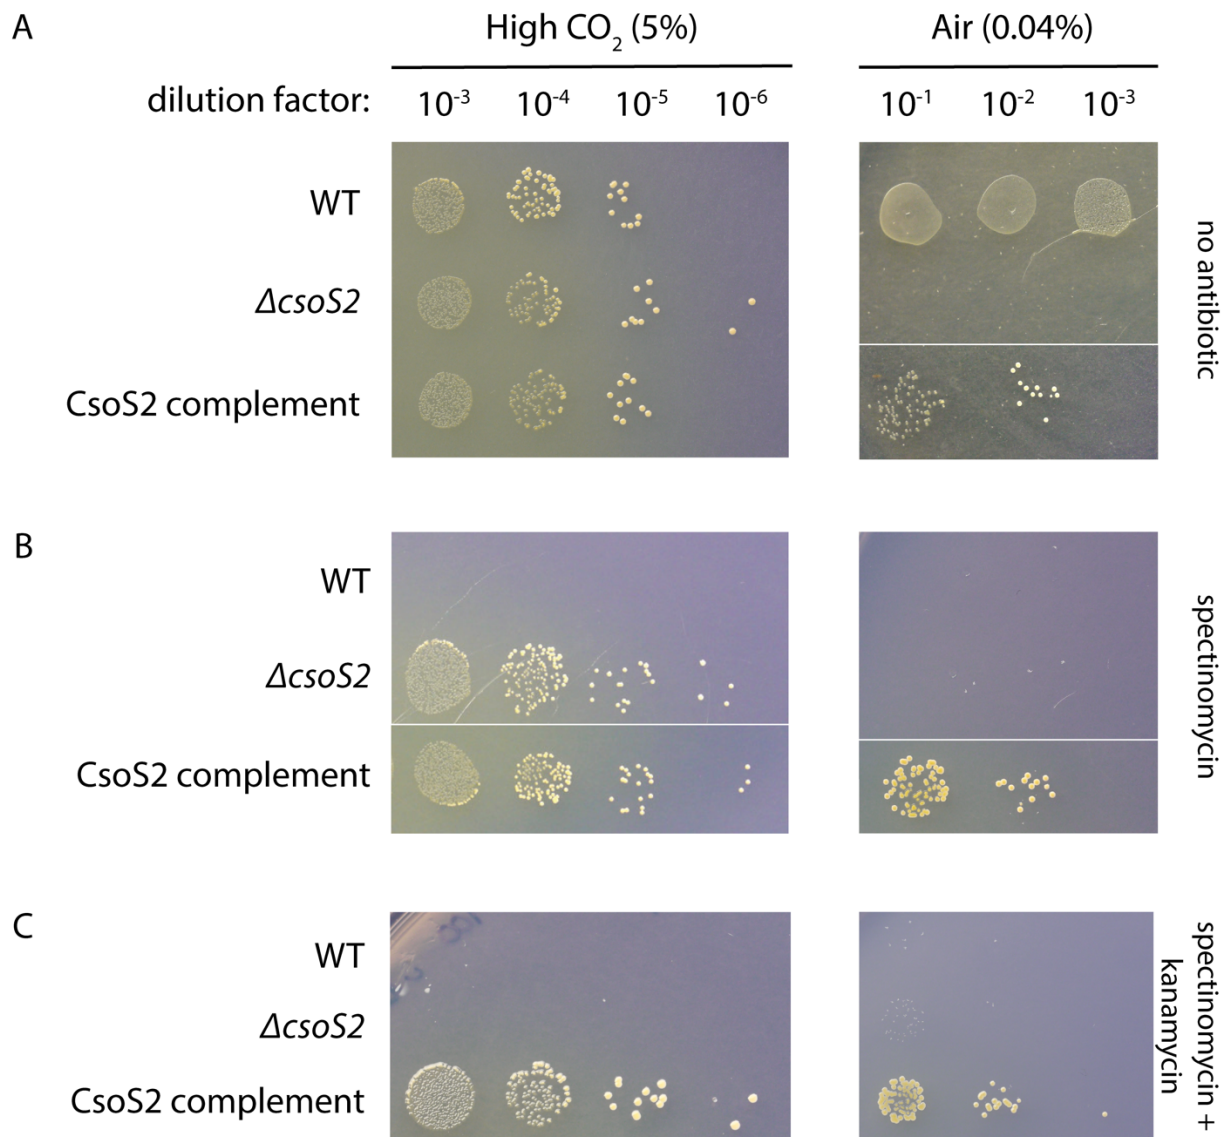 A
High CO₂ (5%)
Air (0.04%)
dilution factor:
10⁻³ 10⁻⁴ 10⁻⁵ 10⁻⁶
10⁻¹ 10⁻² 10⁻³
WT
ΔcsoS2
CsoS2 complement
no antibiotic
B
WT
ΔcsoS2
CsoS2 complement
spectinomycin
C
WT
ΔcsoS2
CsoS2 complement
spectinomycin +
kanamycin